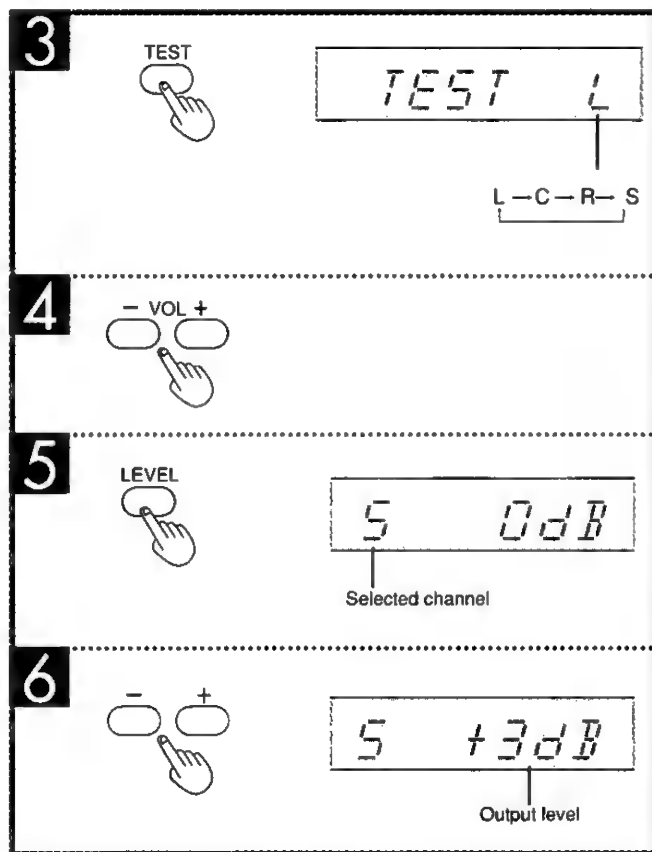 3
TEST
TEST L
L → C → R → S
4
− VOL +
5
LEVEL
S 0dB
Selected channel
6
− +
S +3dB
Output level